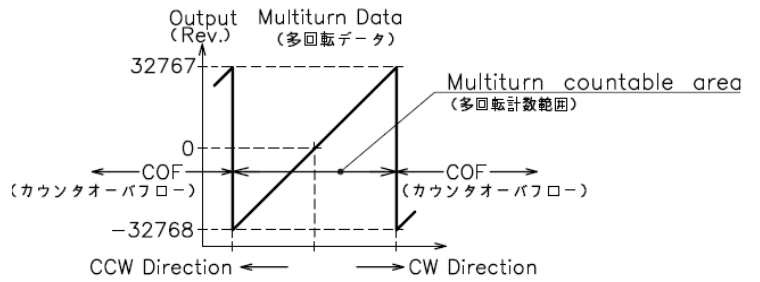 Output
(Rev.)
Multiturn Data
(多回転データ)
32767
Multiturn countable area
(多回転計数範囲)
0
COF
COF
(カウンタオーバフロー)
(カウンタオーバフロー)
-32768
CCW Direction
CW Direction